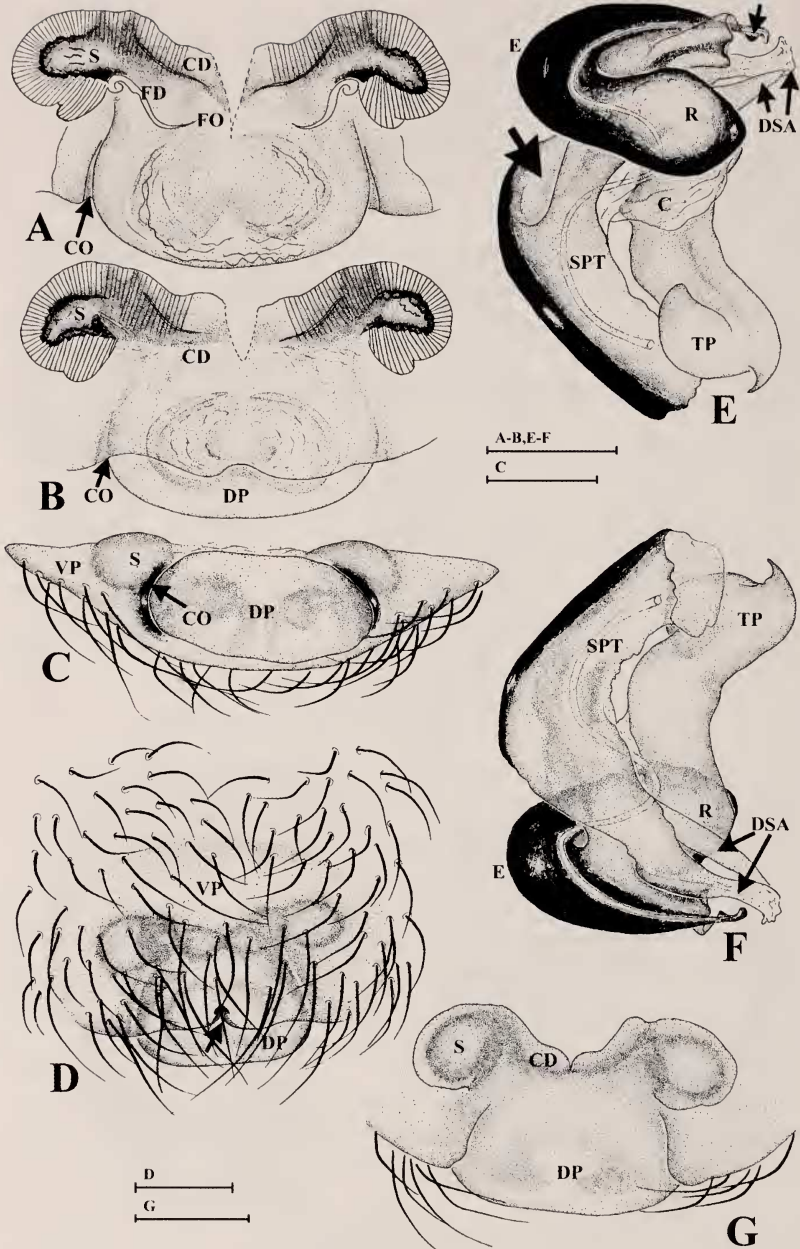 S
CD
FD
FO
A
CO
S
CD
B
CO
DP
VP
S
CO
DP
C
VP
DP
D
D
G
E
R
DSA
C
SPT
TP
E
A-B,E-F
C
SPT
TP
R
DSA
E
F
S
CD
DP
G